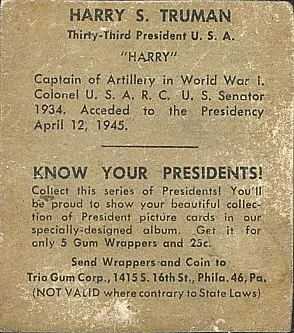 HARRY S. TRUMAN
Thirty-Third President U. S. A.
"HARRY"
Captain of Artillery in World War I.
Colonel U. S. A. R. C. U. S. Senator
1934. Acceded to the Presidency
April 12, 1945.
KNOW YOUR PRESIDENTS!
Collect this series of Presidents! You'll
be proud to show your beautiful collec-
tion of President picture cards in our
specially-designed album. Get it for
only 5 Gum Wrappers and 25c.
Send Wrappers and Coin to
Trio Gum Corp., 1415 S. 16th St., Phila. 46, Pa.
(NOT VALID where contrary to State Laws)